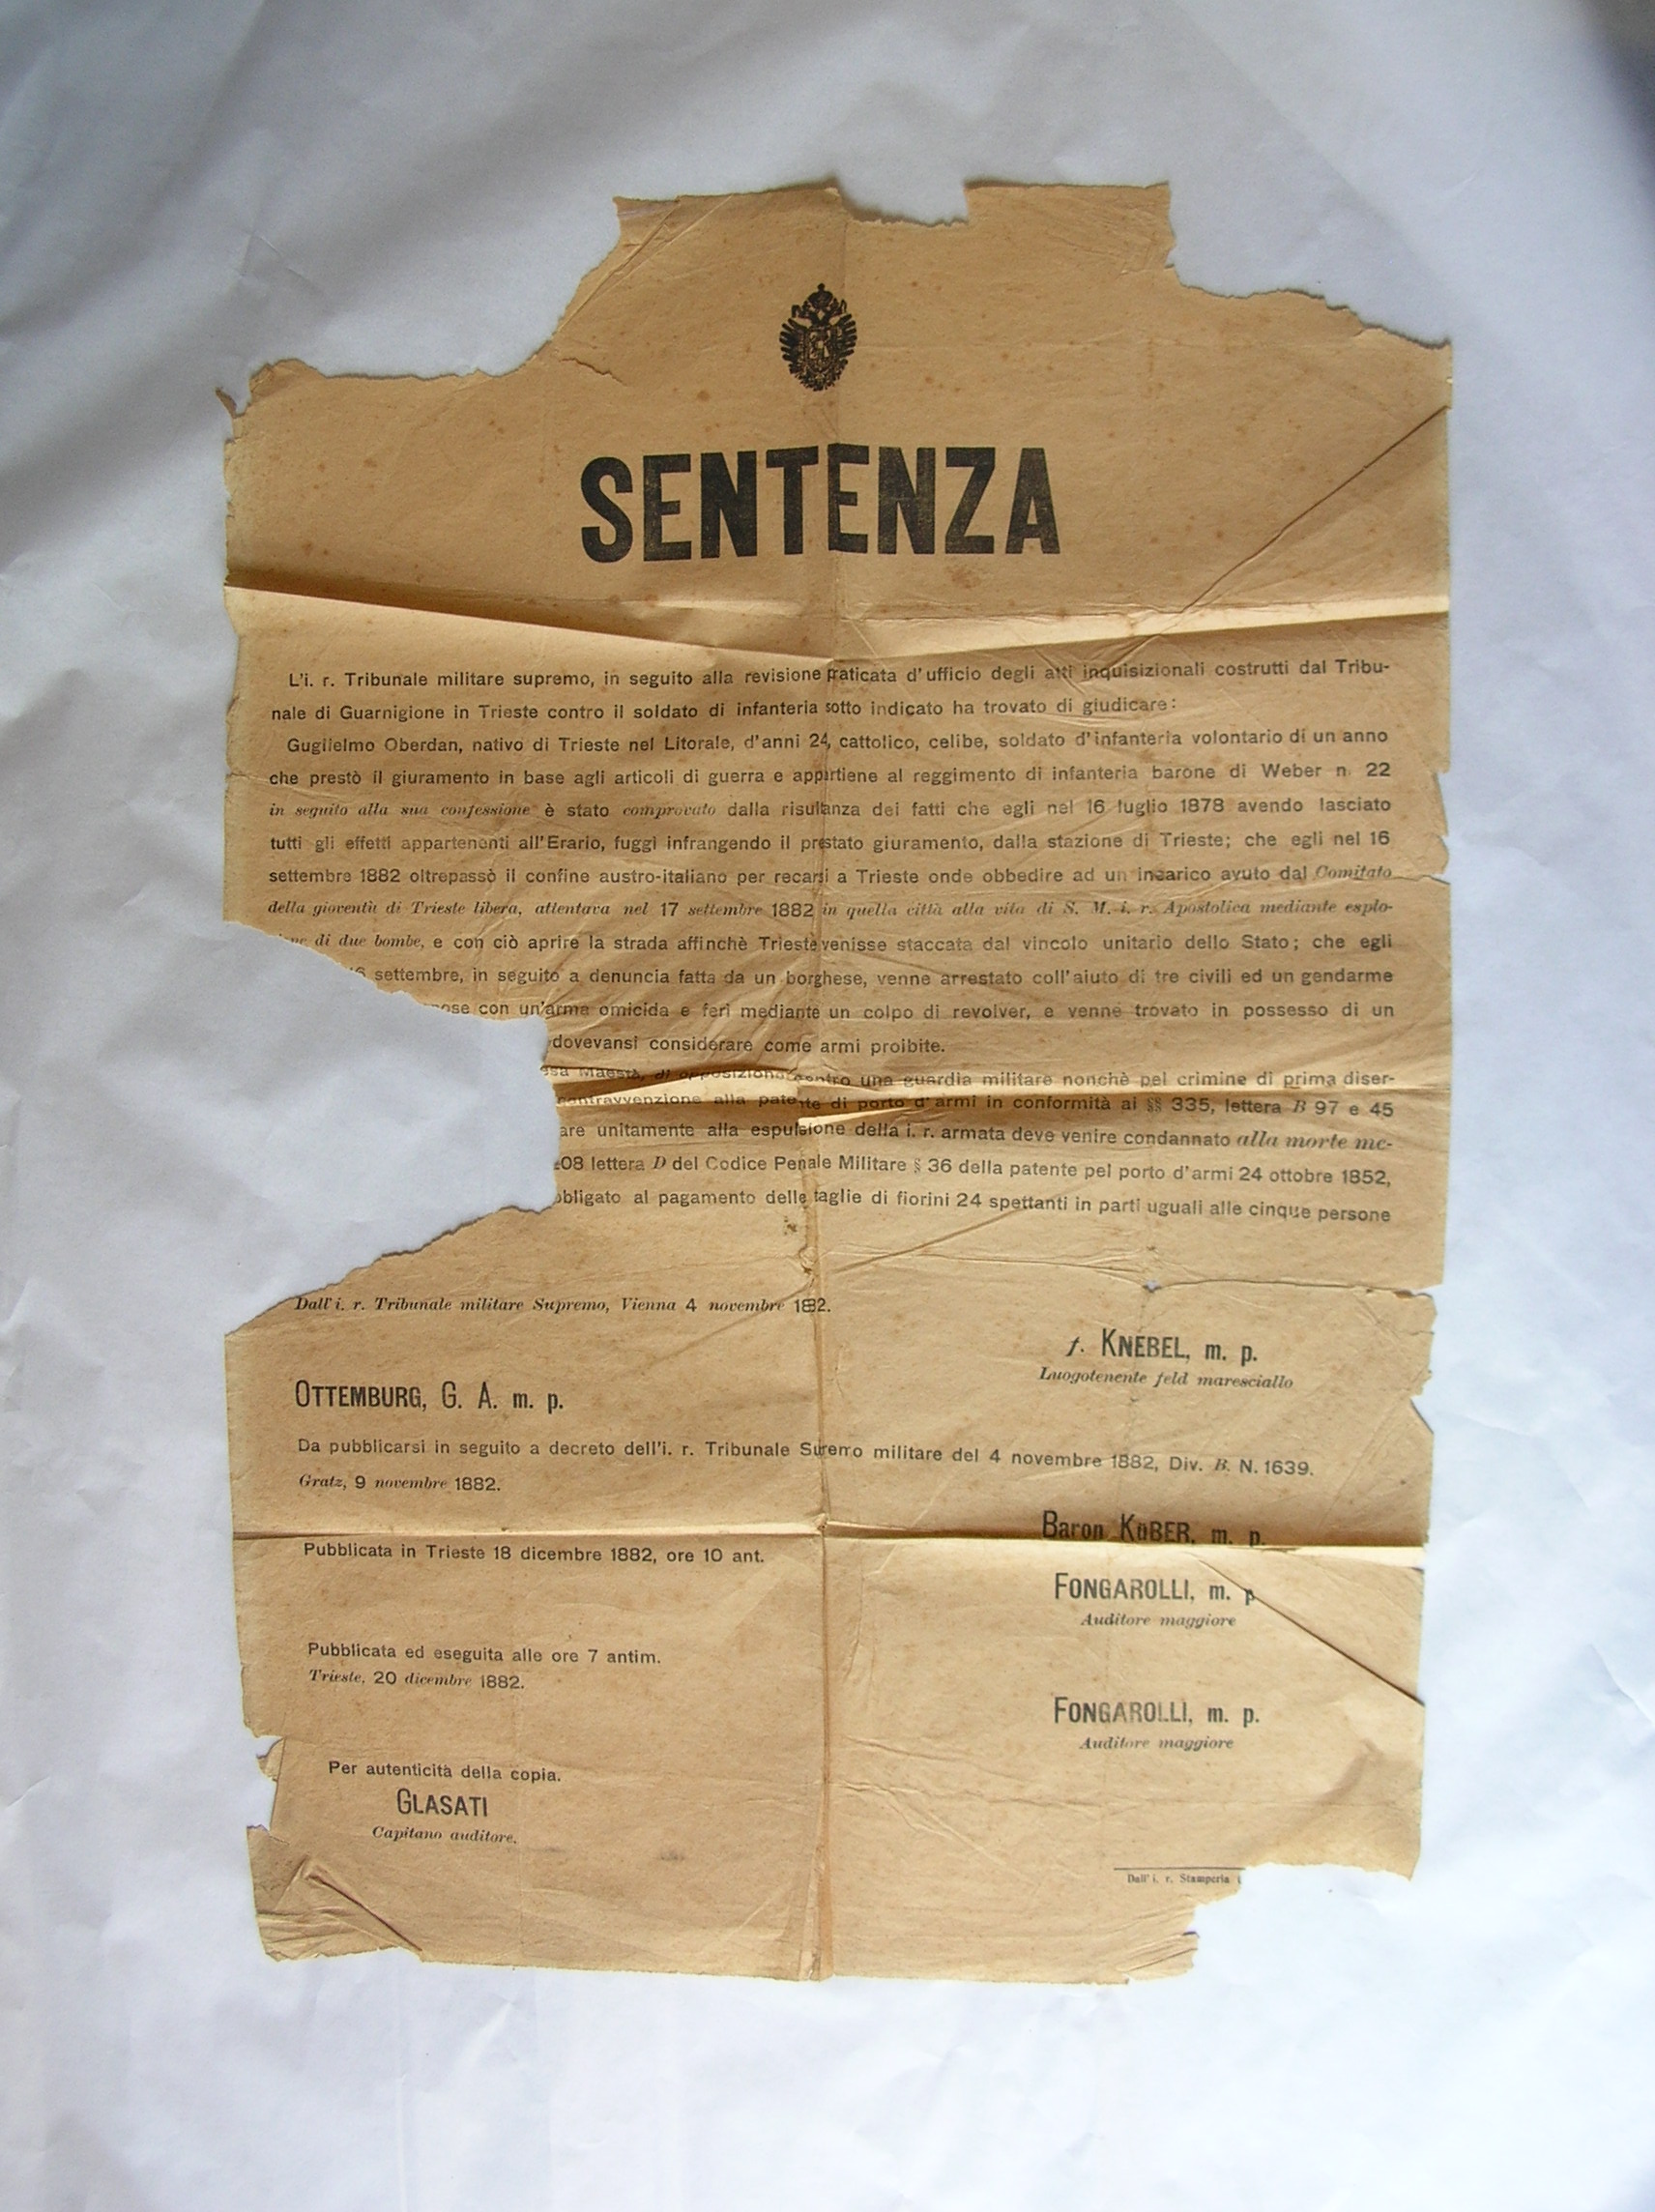 SENTENZA
L'i. r. Tribunale militare supremo, in seguito alla revisione praticata d'ufficio degli atti inquisizionali costrutti dal Tribu-
nale di Guarnigione in Trieste contro il soldato di infanteria sotto indicato ha trovato di giudicare:
Guglielmo Oberdan, nativo di Trieste nel Litorale, d'anni 24, cattolico, celibe, soldato d'infanteria volontario di un anno
che prestò il giuramento in base agli articoli di guerra e appartiene al reggimento di infanteria barone di Weber n. 22
in seguito alla sua confessione è stato comprovato dalla risultanza dei fatti che egli nel 16 luglio 1878 avendo lasciato
tutti gli effetti appartenenti all'Erario, fuggì infrangendo il prestato giuramento, dalla stazione di Trieste; che egli nel 16
settembre 1882 oltrepassò il confine austro-italiano per recarsi a Trieste onde obbedire ad un incarico avuto dal Comitato
della gioventù di Trieste libera, attentava nel 17 settembre 1882 in quella città alla vita di S. M. i. r. Apostolica mediante esplo-
di due bombe, e con ciò aprire la strada affinchè Trieste venisse staccata dal vincolo unitario dello Stato; che egli
settembre, in seguito a denuncia fatta da un borghese, venne arrestato coll'aiuto di tre civili ed un gendarme
con un'arma omicida e ferì mediante un colpo di revolver, e venne trovato in possesso di un
dovevansi considerare come armi proibite.
Maestà, di opposizione contro una guardia militare nonchè pel crimine di prima diser-
contravvenzione alla patente di porto d'armi in conformità ai §§ 335, lettera B 97 e 45
are unitamente alla espulsione della i. r. armata deve venire condannato alla morte me-
08 lettera D del Codice Penale Militare § 36 della patente pel porto d'armi 24 ottobre 1852,
obbligato al pagamento delle taglie di fiorini 24 spettanti in parti uguali alle cinque persone
Dall'i. r. Tribunale militare Supremo, Vienna 4 novembre 1882.
f. KNEBEL, m. p.
Luogotenente feld maresciallo
OTTEMBURG, G. A. m. p.
Da pubblicarsi in seguito a decreto dell'i. r. Tribunale Supremo militare del 4 novembre 1882, Div. B. N. 1639.
Gratz, 9 novembre 1882.
Baron KüBER, m. p.
Pubblicata in Trieste 18 dicembre 1882, ore 10 ant.
FONGAROLLI, m. p
Auditore maggiore
Pubblicata ed eseguita alle ore 7 antim.
Trieste, 20 dicembre 1882.
FONGAROLLI, m. p.
Auditore maggiore
Per autenticità della copia.
GLASATI
Capitano auditore.
Dall' i. r. Stamperia